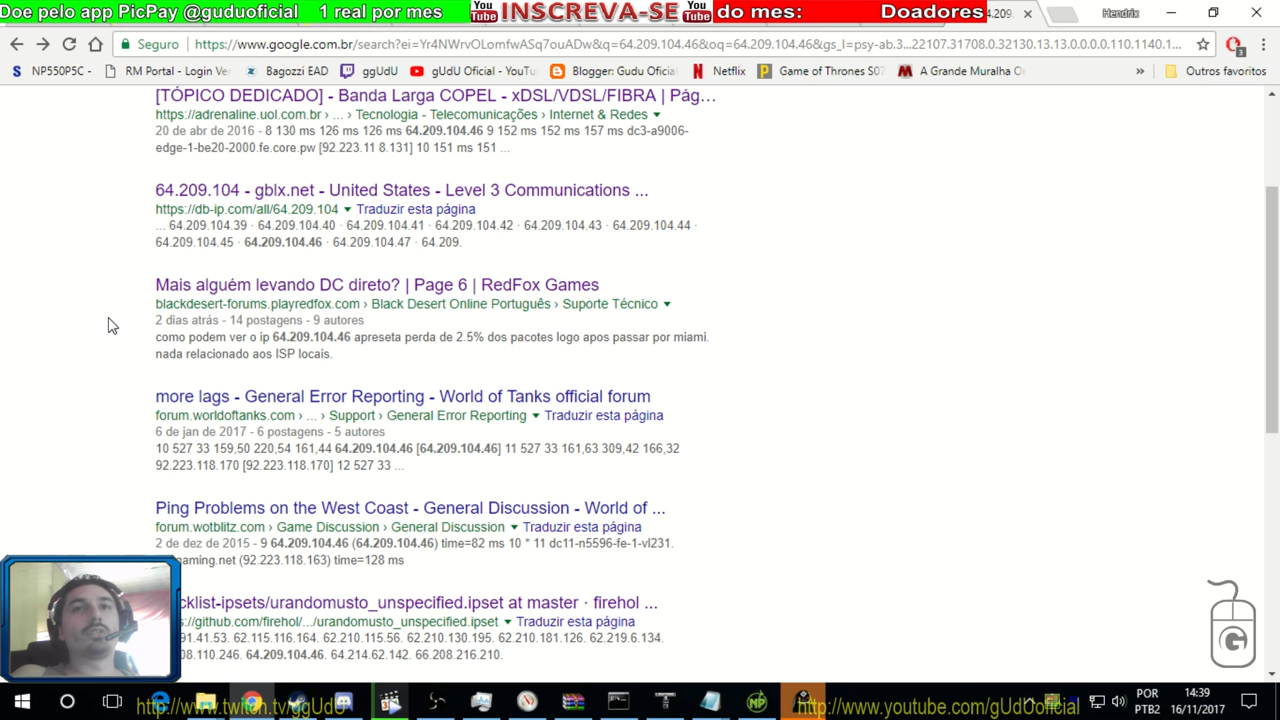 Doe pelo app PicPay @guduoficial 1 real por mes You Tube INSCREVA-SE You Tube do mes: Doadores 4.209. Hendrix
Seguro https://www.google.com.br/search?ei=Yr4NWrvOLomfwASq7ouADw&q=64.209.104.46&oq=64.209.104.46&gs_l=psy-ab.3...22107.31708.0.32130.13.13.0.0.0.0.110.1140.1... 3
NP550P5C - RM Portal - Login Ve Bagozzi EAD ggUdU gUdU Oficial - YouTu Blogger: Gudu Oficia Netflix Game of Thrones S07 A Grande Muralha Or » Outros favoritos
[TÓPICO DEDICADO] - Banda Larga COPEL - xDSL/VDSL/FIBRA | Pág…
https://adrenaline.uol.com.br › ... › Tecnologia - Telecomunicações › Internet & Redes
20 de abr de 2016 - 8 130 ms 126 ms 126 ms 64.209.104.46 9 152 ms 152 ms 157 ms dc3-a9006-
edge-1-be20-2000.fe.core.pw [92.223.11 8.131] 10 151 ms 151 ...
64.209.104 - gblx.net - United States - Level 3 Communications ...
https://db-ip.com/all/64.209.104 Traduzir esta página
... 64.209.104.39 · 64.209.104.40 · 64.209.104.41 · 64.209.104.42 · 64.209.104.43 · 64.209.104.44 ·
64.209.104.45 · 64.209.104.46 · 64.209.104.47 · 64.209.
Mais alguém levando DC direto? | Page 6 | RedFox Games
blackdesert-forums.playredfox.com › Black Desert Online Português › Suporte Técnico
2 dias atrás - 14 postagens - 9 autores
como podem ver o ip 64.209.104.46 apreseta perda de 2.5% dos pacotes logo apos passar por miami.
nada relacionado aos ISP locais.
more lags - General Error Reporting - World of Tanks official forum
forum.worldoftanks.com › ... › Support › General Error Reporting Traduzir esta página
6 de jan de 2017 - 6 postagens - 5 autores
10 527 33 159,50 220,54 161,44 64.209.104.46 [64.209.104.46] 11 527 33 161,63 309,42 166,32
92.223.118.170 [92.223.118.170] 12 527 33 ...
Ping Problems on the West Coast - General Discussion - World of ...
forum.wotblitz.com › Game Discussion › General Discussion Traduzir esta página
2 de dez de 2015 - 9 64.209.104.46 (64.209.104.46) time=82 ms 10 * 11 dc11-n5596-fe-1-vl231.
aming.net (92.223.118.163) time=128 ms
cklist-ipsets/urandomusto_unspecified.ipset at master · firehol ...
s://github.com/firehol/.../urandomusto_unspecified.ipset Traduzir esta página
91.41.53. 62.115.116.164. 62.210.115.56. 62.210.130.195. 62.210.181.126. 62.219.6.134.
08.110.246. 64.209.104.46. 64.214.62.142. 66.208.216.210.
G
http://www.twitch.tv/ggUdU http://www.youtube.com/gUdUoficial
POR 14:39
PTB2 16/11/2017